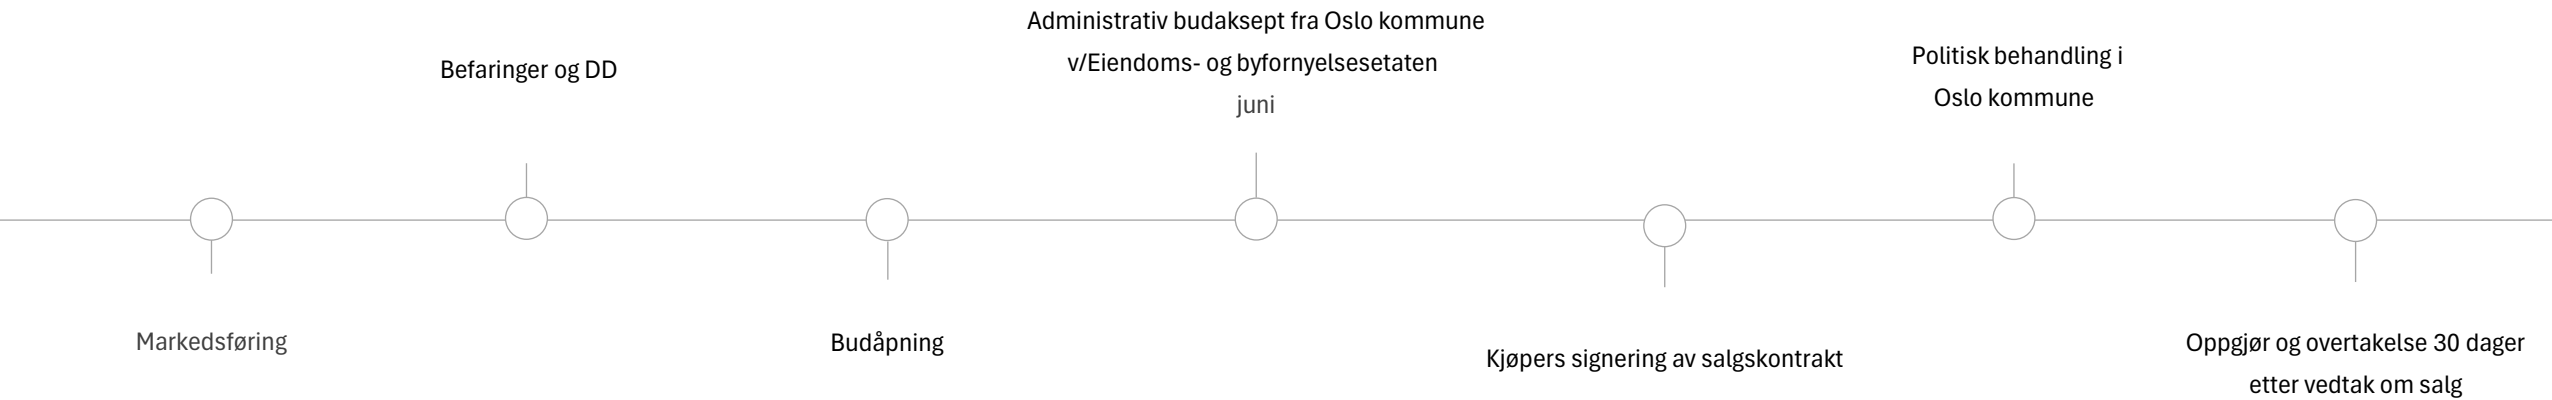 Markedsføring
Befaringer og DD
Budåpning
Administrativ budaksept fra Oslo kommune
v/Eiendoms- og byfornyelsesetaten
juni
Kjøpers signering av salgskontrakt
Politisk behandling i
Oslo kommune
Oppgjør og overtakelse 30 dager
etter vedtak om salg